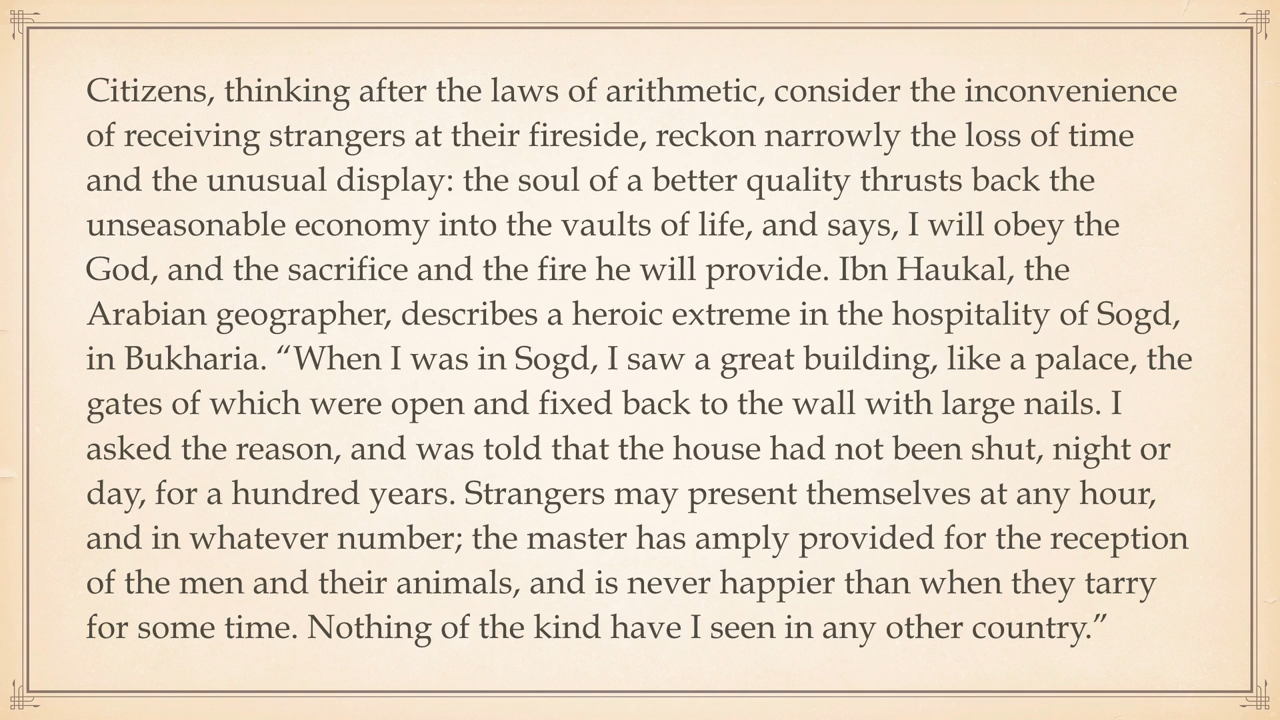 Citizens, thinking after the laws of arithmetic, consider the inconvenience
of receiving strangers at their fireside, reckon narrowly the loss of time
and the unusual display: the soul of a better quality thrusts back the
unseasonable economy into the vaults of life, and says, I will obey the
God, and the sacrifice and the fire he will provide. Ibn Haukal, the
Arabian geographer, describes a heroic extreme in the hospitality of Sogd,
in Bukharia. “When I was in Sogd, I saw a great building, like a palace, the
gates of which were open and fixed back to the wall with large nails. I
asked the reason, and was told that the house had not been shut, night or
day, for a hundred years. Strangers may present themselves at any hour,
and in whatever number; the master has amply provided for the reception
of the men and their animals, and is never happier than when they tarry
for some time. Nothing of the kind have I seen in any other country.”